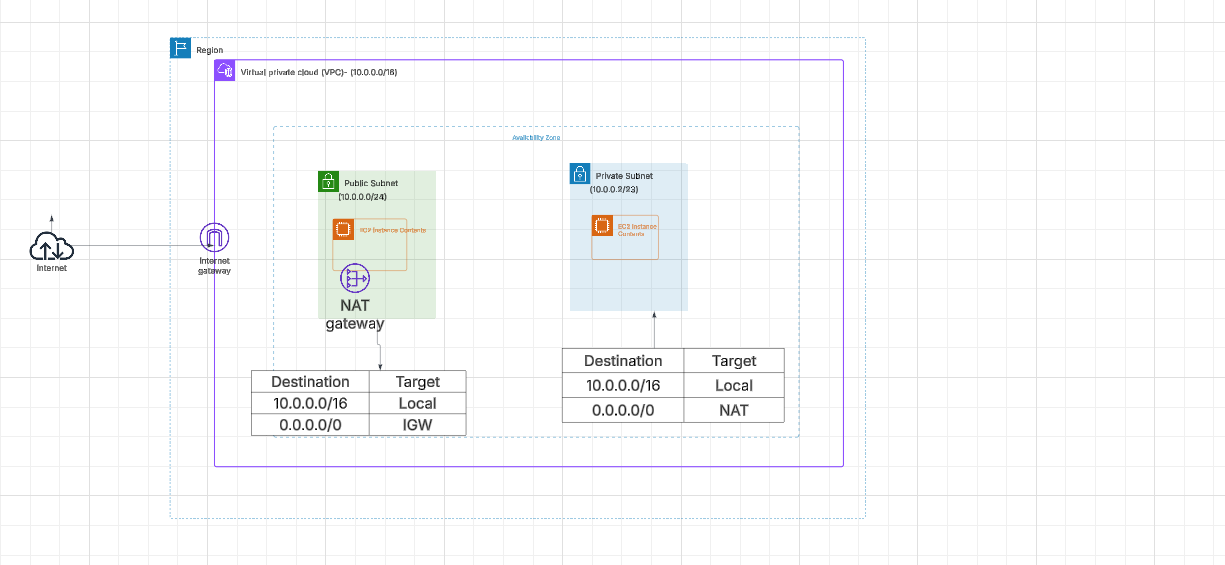 Region
Virtual private cloud (VPC)- (10.0.0.0/16)
Availability Zone
Public Subnet
(10.0.0.0/24)
EC2 Instance Contents
NAT
gateway
Private Subnet
(10.0.0.2/23)
EC2 Instance
Contents
Internet
Internet
gateway
Destination Target
10.0.0.0/16 Local
0.0.0.0/0 IGW
Destination Target
10.0.0.0/16 Local
0.0.0.0/0 NAT